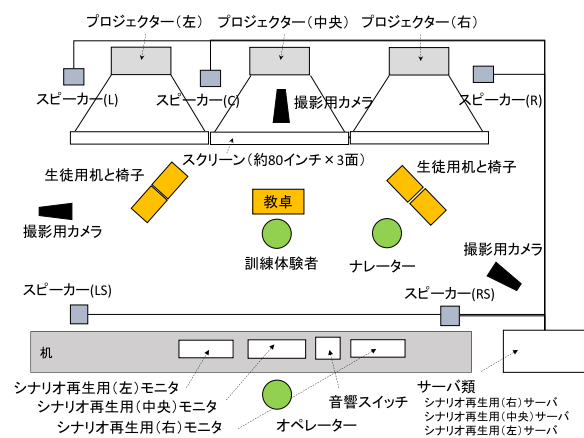 プロジェクター(左)
プロジェクター(中央)
プロジェクター(右)
スピーカー(L)
スピーカー(C)
撮影用カメラ
スピーカー(R)
スクリーン(約80インチ×3面)
生徒用机と椅子
生徒用机と椅子
教卓
撮影用カメラ
訓練体験者
ナレーター
撮影用カメラ
スピーカー(LS)
スピーカー(RS)
机
シナリオ再生用(左)モニタ
シナリオ再生用(中央)モニタ
シナリオ再生用(右)モニタ
音響スイッチ
オペレーター
サーバ類
シナリオ再生用(右)サーバ
シナリオ再生用(中央)サーバ
シナリオ再生用(左)サーバ